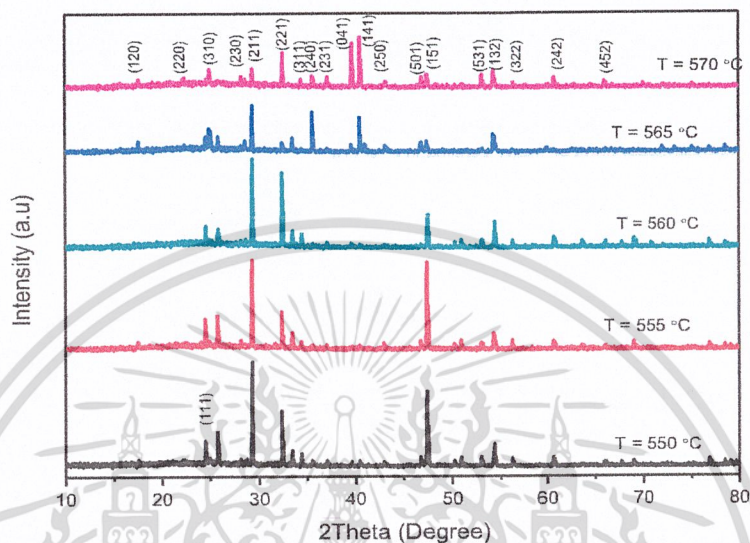 (120) (220) (310) (230) (211) (221) (311) (240) (231) (041) (141) (250) (501) (151) (531) (132) (322) (242) (452)
T = 570 °C
T = 565 °C
T = 560 °C
T = 555 °C
(111)
T = 550 °C
Intensity (a.u)
10 20 30 40 50 60 70 80
2Theta (Degree)